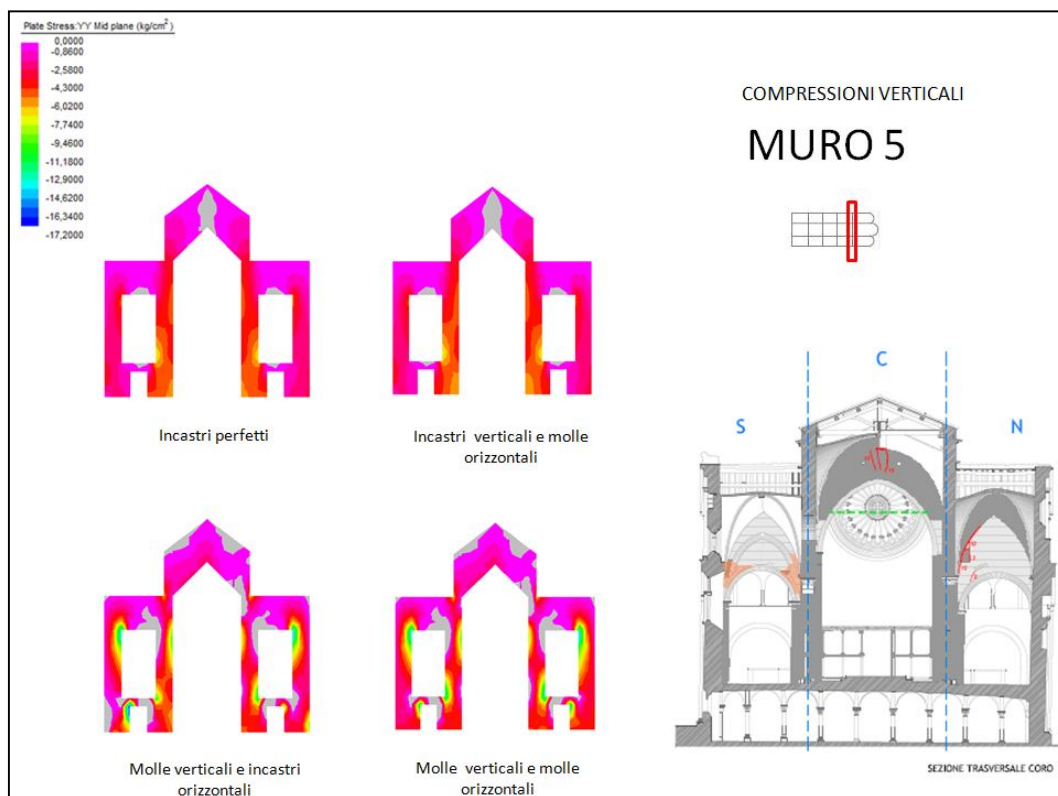 Plate Stress:YY Mid plane (kg/cm²)
0,0000
-0,8600
-2,5800
-4,3000
-6,0200
-7,7400
-9,4600
-11,1800
-12,9000
-14,6200
-16,3400
-17,2000
COMPRESSIONI VERTICALI
MURO 5
Incastri perfetti
Incastri verticali e molle
orizzontali
Molle verticali e incastri
orizzontali
Molle verticali e molle
orizzontali
C
S
N
SEZIONE TRASVERSALE CORO